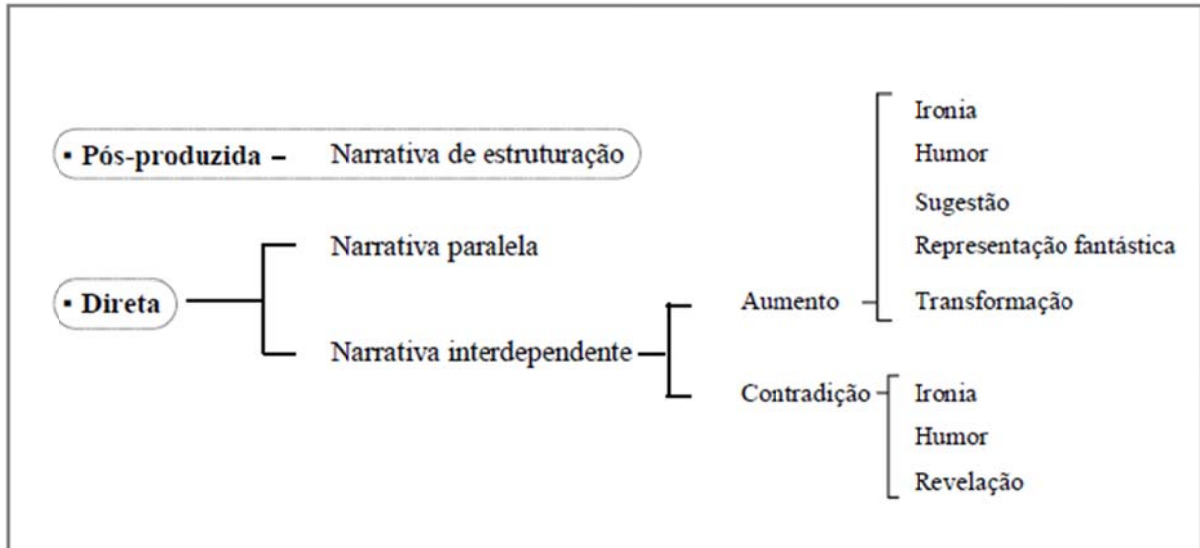 Ironia
▪ Pós-produzida – Narrativa de estruturação
Humor
Sugestão
Narrativa paralela
Representação fantástica
▪ Direta
Aumento
Transformação
Narrativa interdependente
Contradição
Ironia
Humor
Revelação